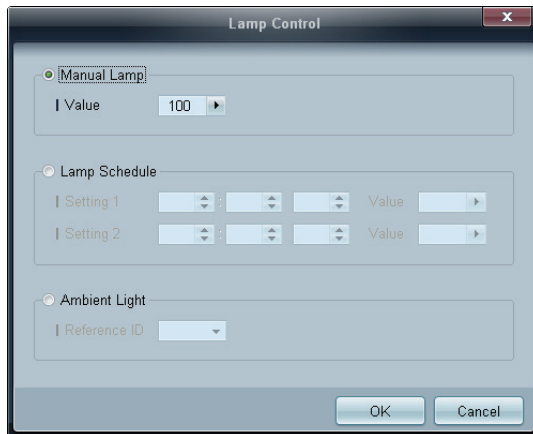 Lamp Control
Manual Lamp
Value 100
Lamp Schedule
Setting 1 : Value
Setting 2 : Value
Ambient Light
Reference ID
OK Cancel